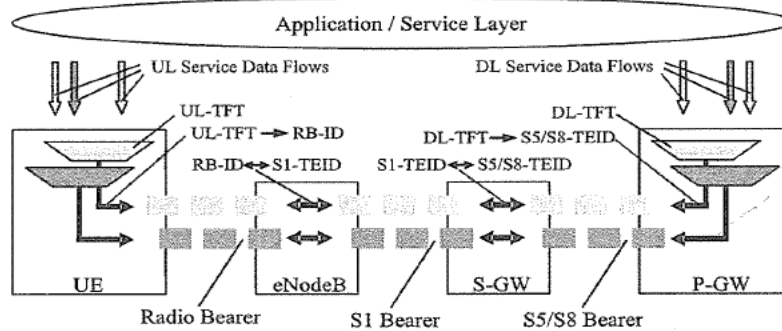 Application / Service Layer
UL Service Data Flows
DL Service Data Flows
UL-TFT
DL-TFT
UL-TFT → RB-ID
DL-TFT → S5/S8-TEID
RB-ID ↔ S1-TEID
S1-TEID ↔ S5/S8-TEID
UE
eNodeB
S-GW
P-GW
Radio Bearer
S1 Bearer
S5/S8 Bearer